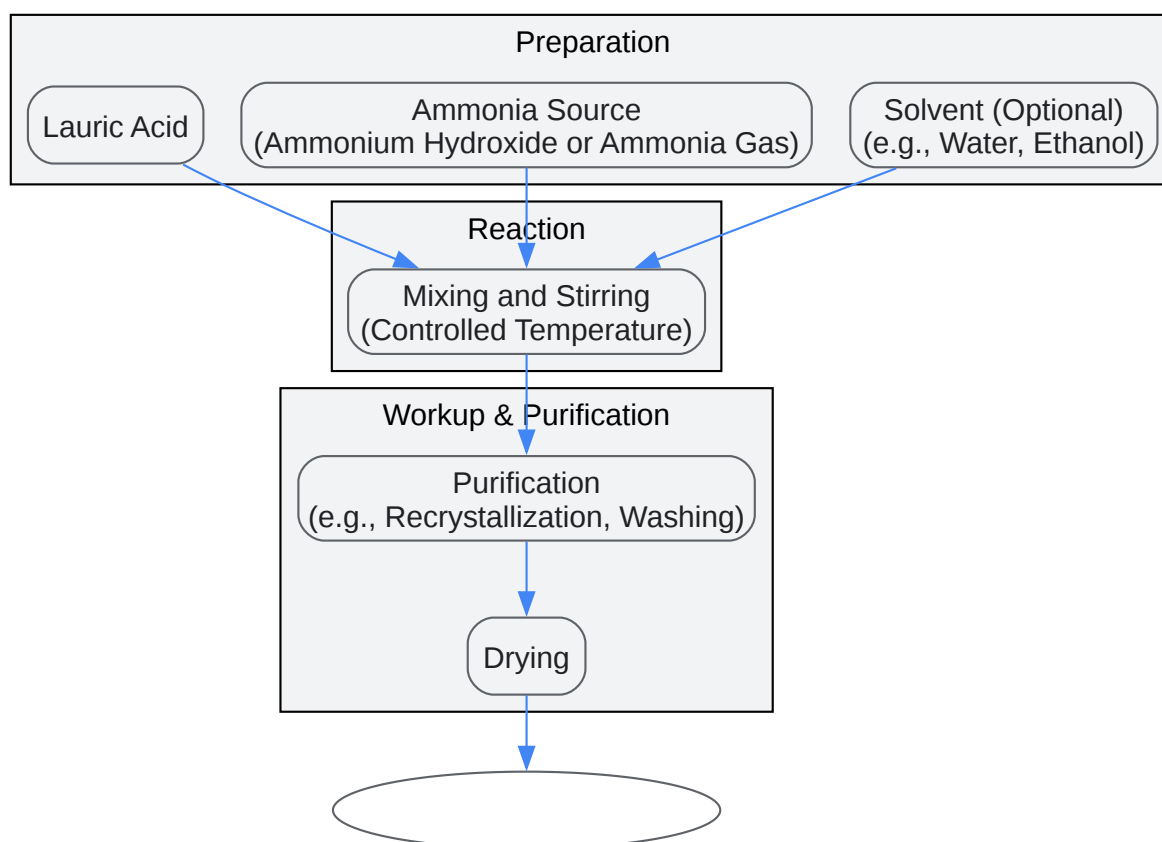 Preparation
Lauric Acid
Ammonia Source
(Ammonium Hydroxide or Ammonia Gas)
Solvent (Optional)
(e.g., Water, Ethanol)
Reaction
Mixing and Stirring
(Controlled Temperature)
Workup & Purification
Purification
(e.g., Recrystallization, Washing)
Drying